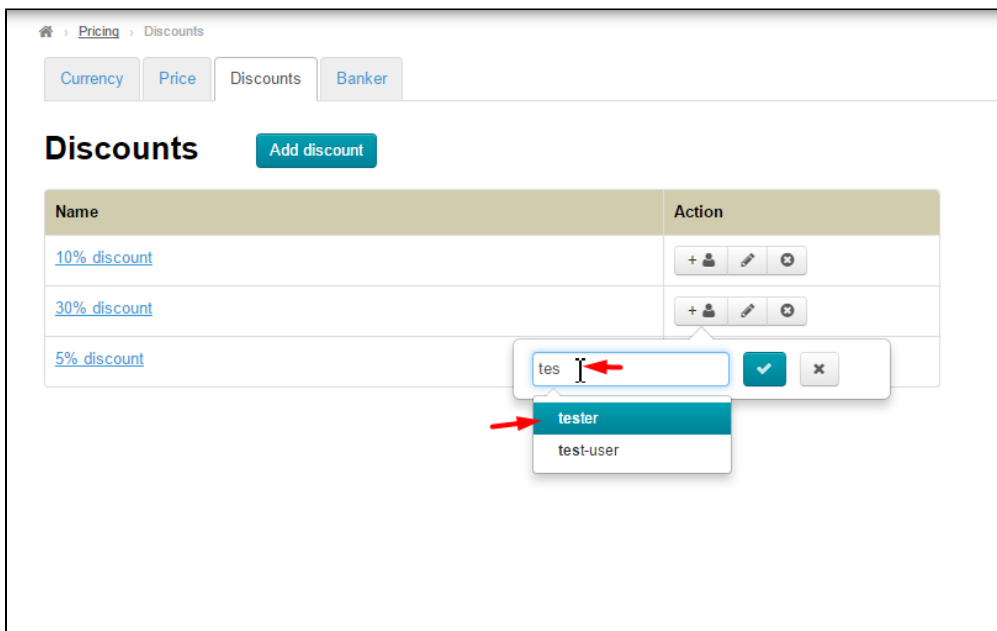 › Pricing › Discounts
Currency Price Discounts Banker
Discounts Add discount
Name Action
10% discount +
30% discount +
5% discount
tes
tester
test-user